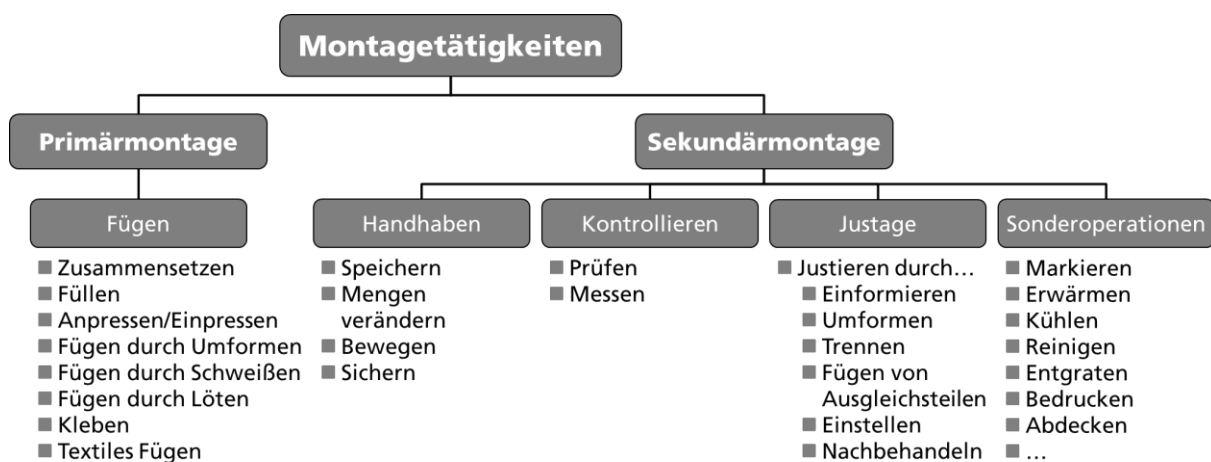 Montagetätigkeiten
Primärmontage
Sekundärmontage
Fügen
Zusammensetzen
Füllen
Anpressen/Einpressen
Fügen durch Umformen
Fügen durch Schweißen
Fügen durch Löten
Kleben
Textiles Fügen
Handhaben
Speichern
Mengen
verändern
Bewegen
Sichern
Kontrollieren
Prüfen
Messen
Justage
Justieren durch…
Einformieren
Umformen
Trennen
Fügen von
Ausgleichsteilen
Einstellen
Nachbehandeln
Sonderoperationen
Markieren
Erwärmen
Kühlen
Reinigen
Entgraten
Bedrucken
Abdecken
…